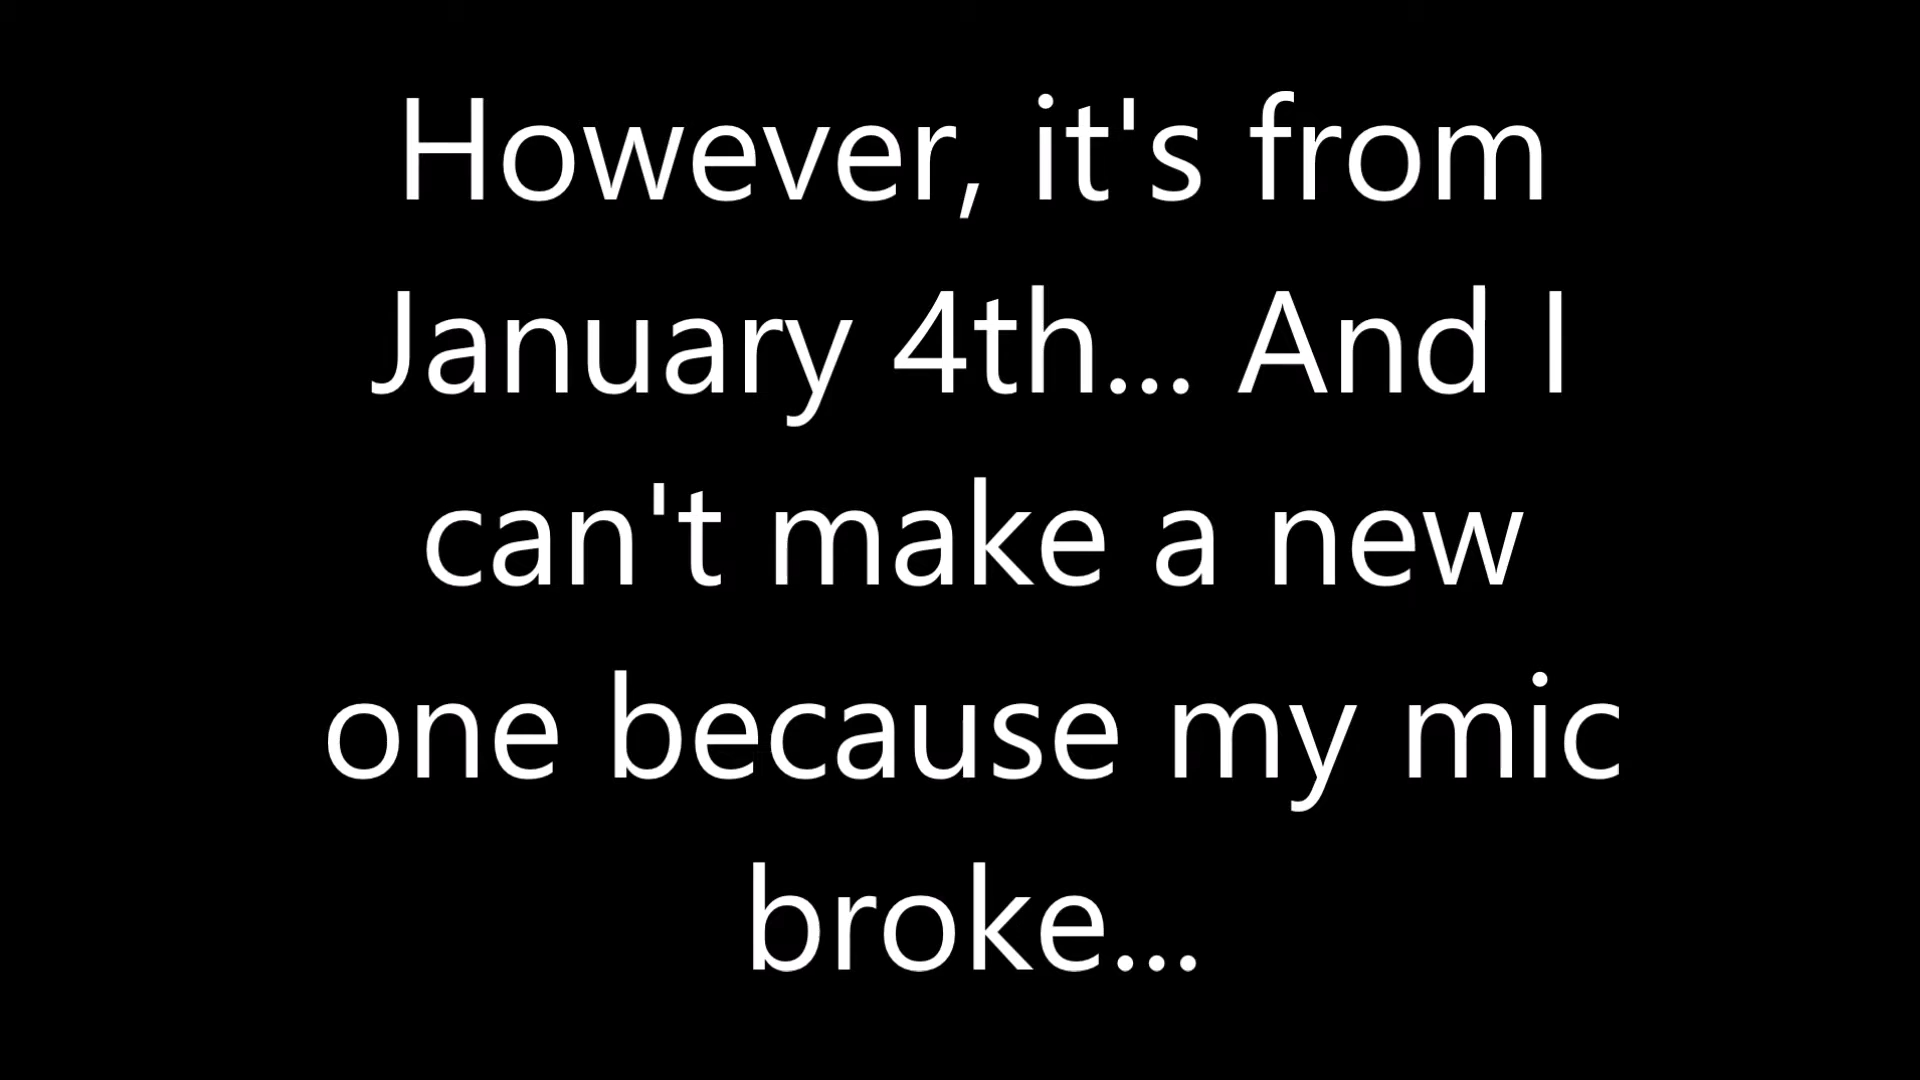 However, it's from
January 4th... And I
can't make a new
one because my mic
broke...